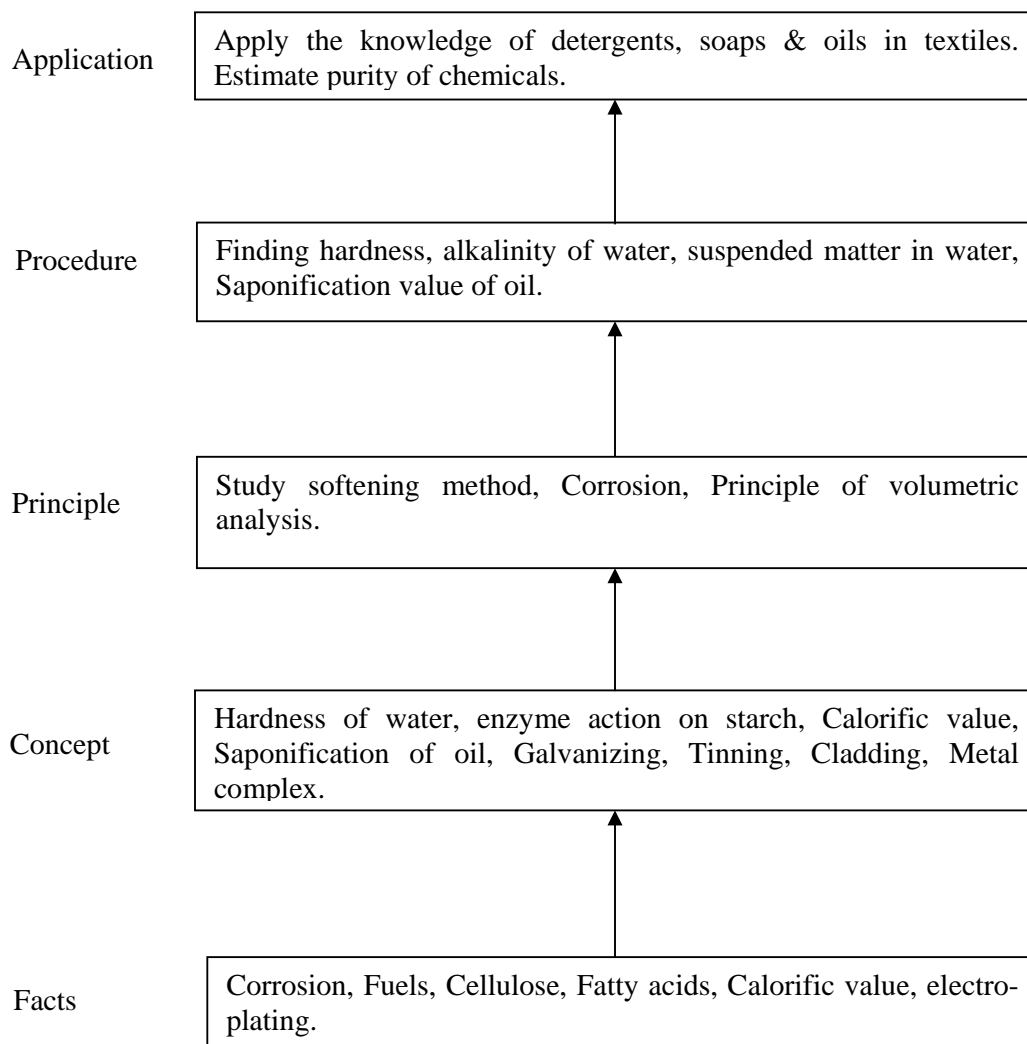 Application
Apply the knowledge of detergents, soaps & oils in textiles.
Estimate purity of chemicals.
Procedure
Finding hardness, alkalinity of water, suspended matter in water,
Saponification value of oil.
Principle
Study softening method, Corrosion, Principle of volumetric
analysis.
Concept
Hardness of water, enzyme action on starch, Calorific value,
Saponification of oil, Galvanizing, Tinning, Cladding, Metal
complex.
Facts
Corrosion, Fuels, Cellulose, Fatty acids, Calorific value, electro-
plating.